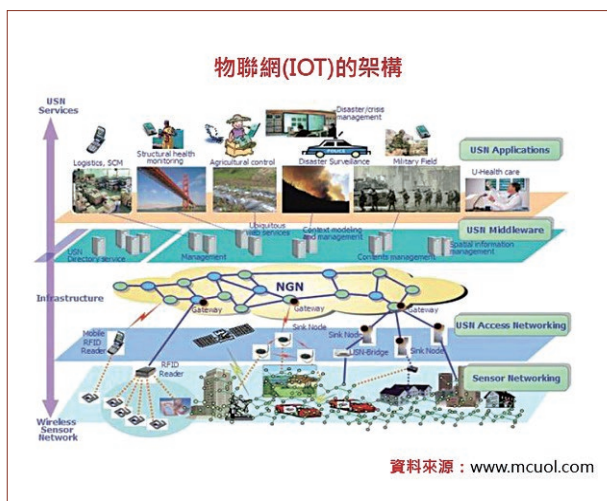 物聯網(IOT)的架構
USN
Services
Disaster/crisis
management
Structural health
monitoring
Logistics, SCM
Agricultural control
POLICE
Disaster Surveillance
Military Field
USN Applications
U-Health care
USN Middleware
Ubiquitous
web services
Context modeling
and management
USN
Directory service
Management
Contents management
Spatial information
management
Infrastructure
NGN
Gateway
Gateway
Gateway
Mobile
RFID
Reader
Sink Node
Sink
Node
USN Access Networking
RFID
Reader
USN-Bridge
Sink Node
Sensor Networking
Wireless
Sensor
Network
資料來源：www.mcuol.com